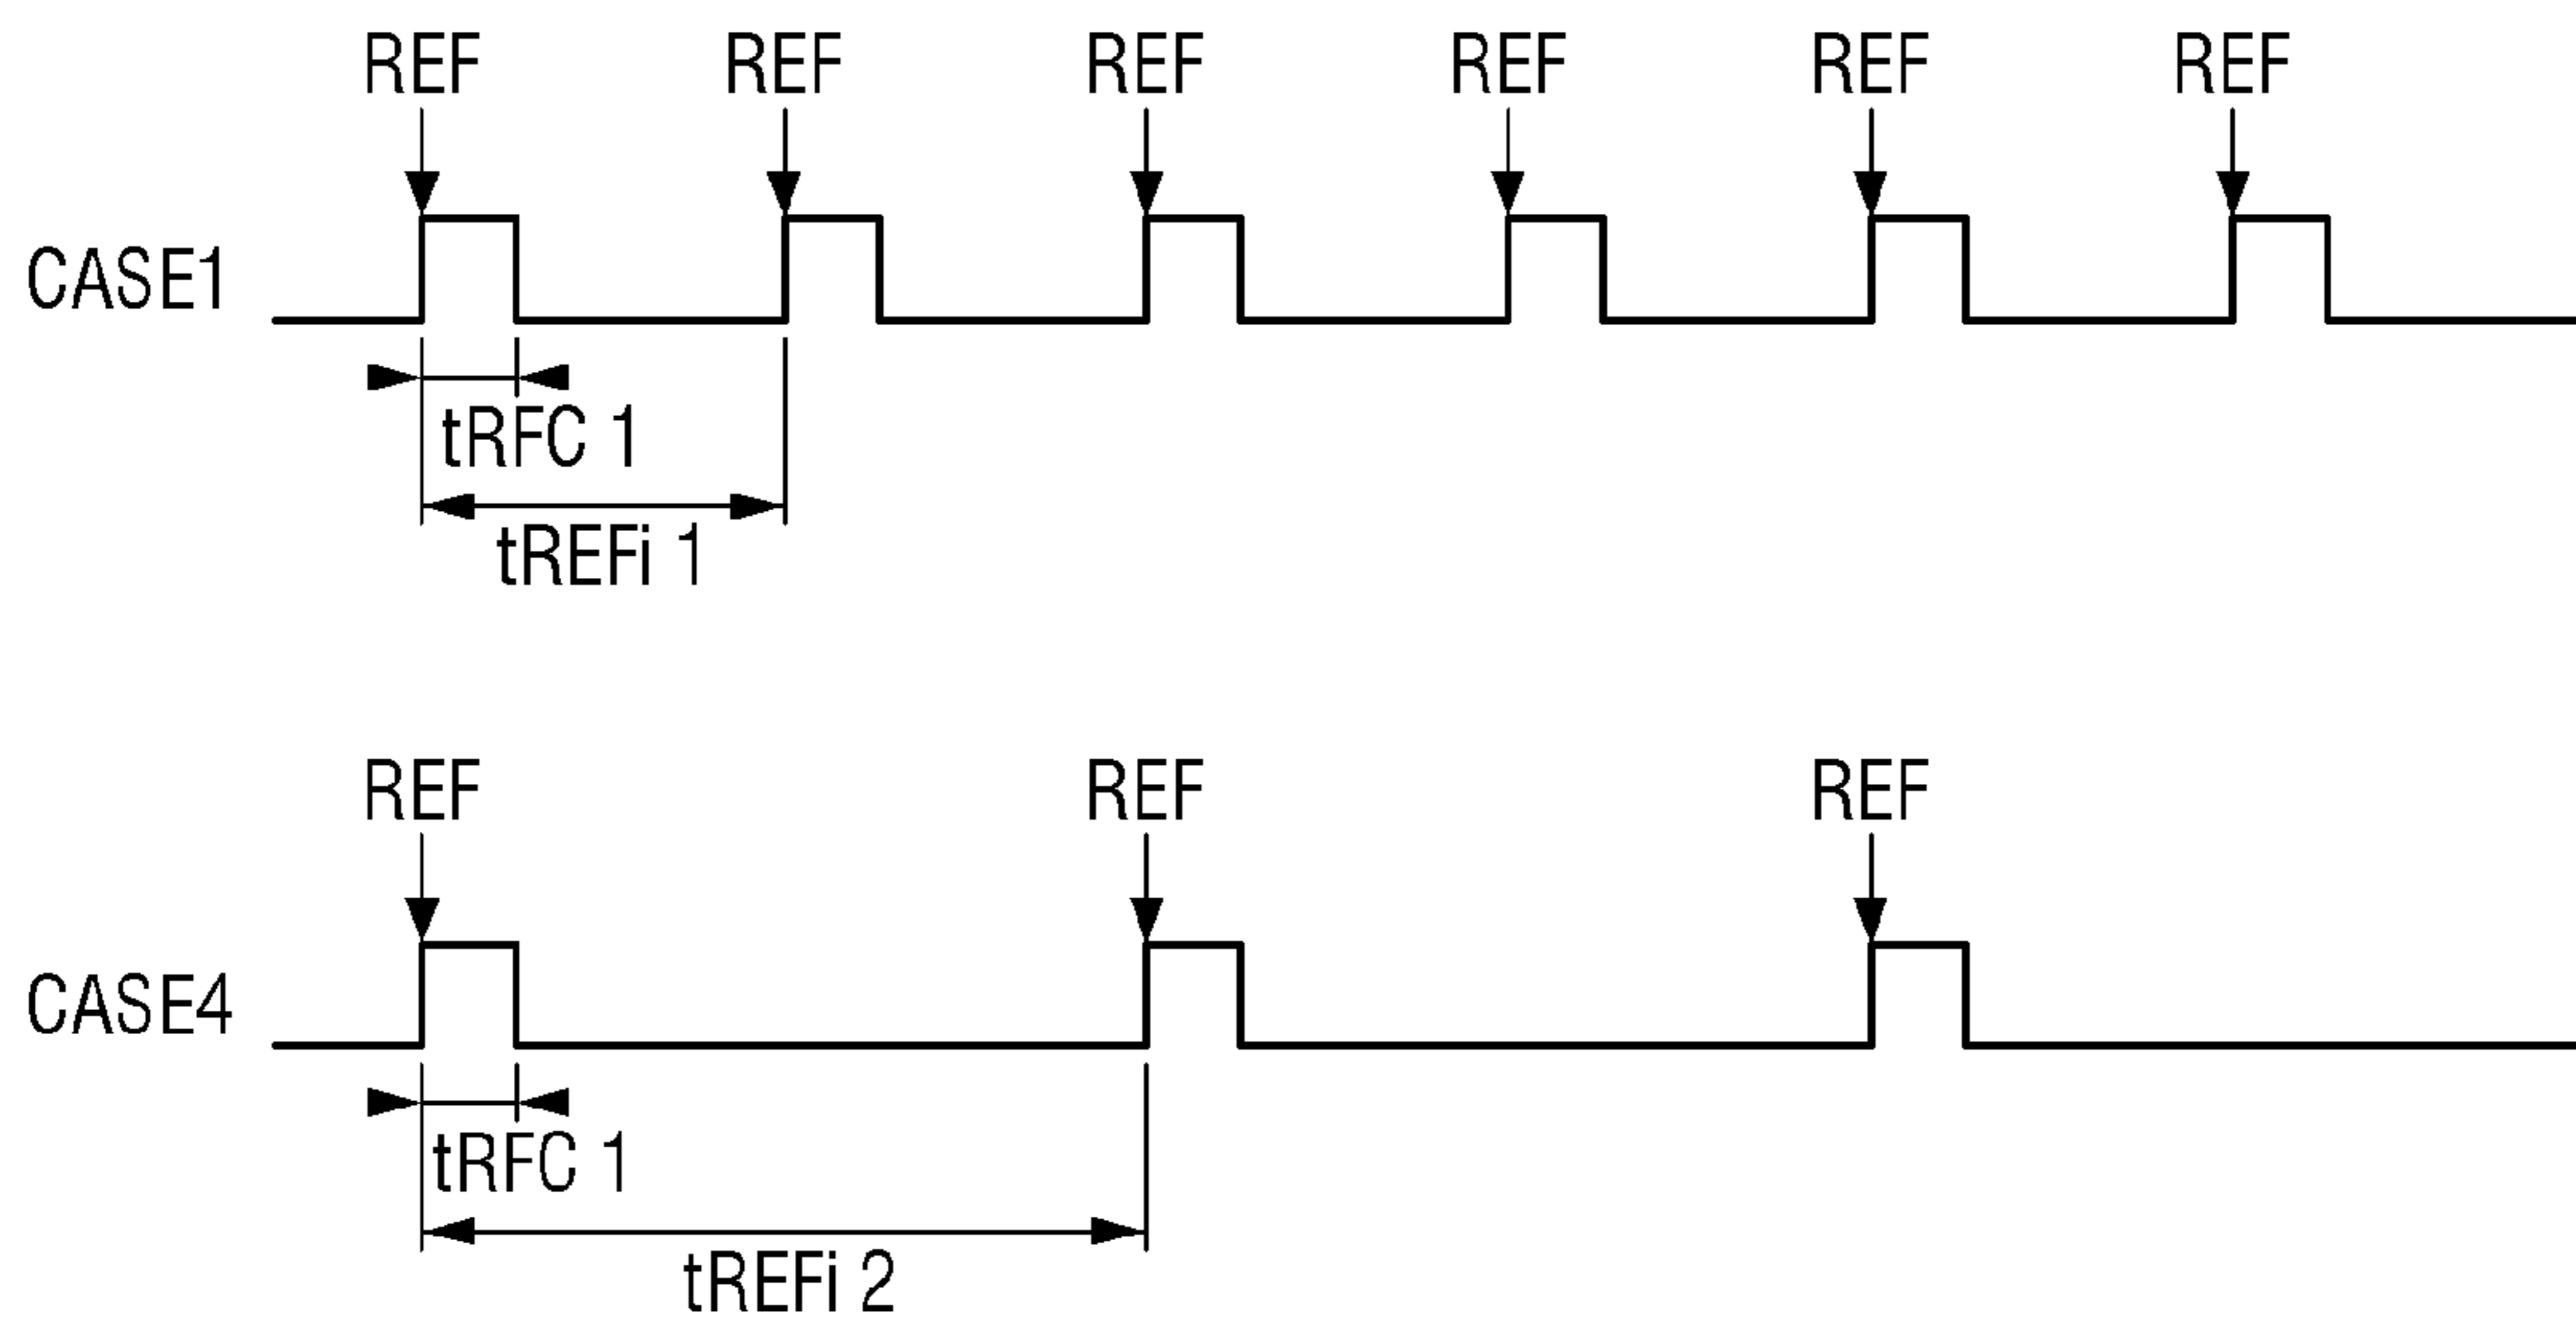 REF REF REF REF REF REF
CASE1
tRFC 1
tREFi 1
REF REF REF
CASE4
tRFC 1
tREFi 2